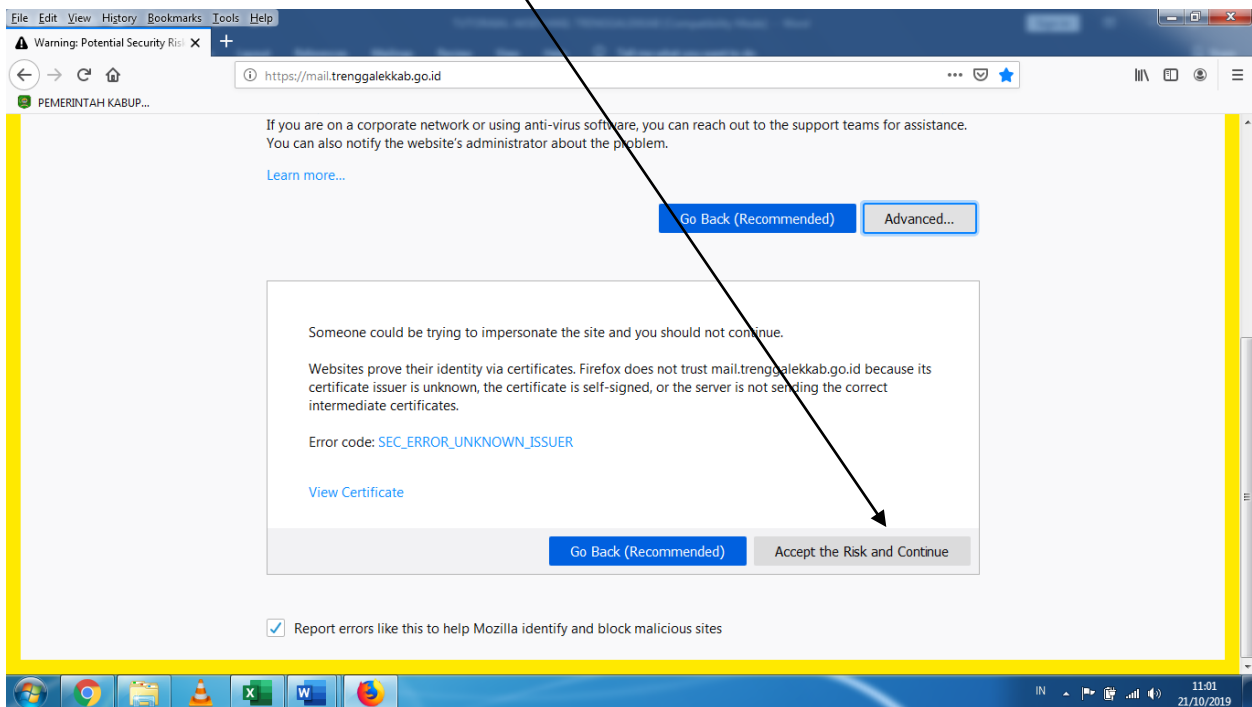 File Edit View History Bookmarks Tools Help
Warning: Potential Security Ris
https://mail.trenggalekkab.go.id
PEMERINTAH KABUP...
If you are on a corporate network or using anti-virus software, you can reach out to the support teams for assistance.
You can also notify the website's administrator about the problem.
Learn more...
Go Back (Recommended) Advanced...
Someone could be trying to impersonate the site and you should not continue.
Websites prove their identity via certificates. Firefox does not trust mail.trenggalekkab.go.id because its
certificate issuer is unknown, the certificate is self-signed, or the server is not sending the correct
intermediate certificates.
Error code: SEC_ERROR_UNKNOWN_ISSUER
View Certificate
Go Back (Recommended) Accept the Risk and Continue
Report errors like this to help Mozilla identify and block malicious sites
IN 11:01
21/10/2019